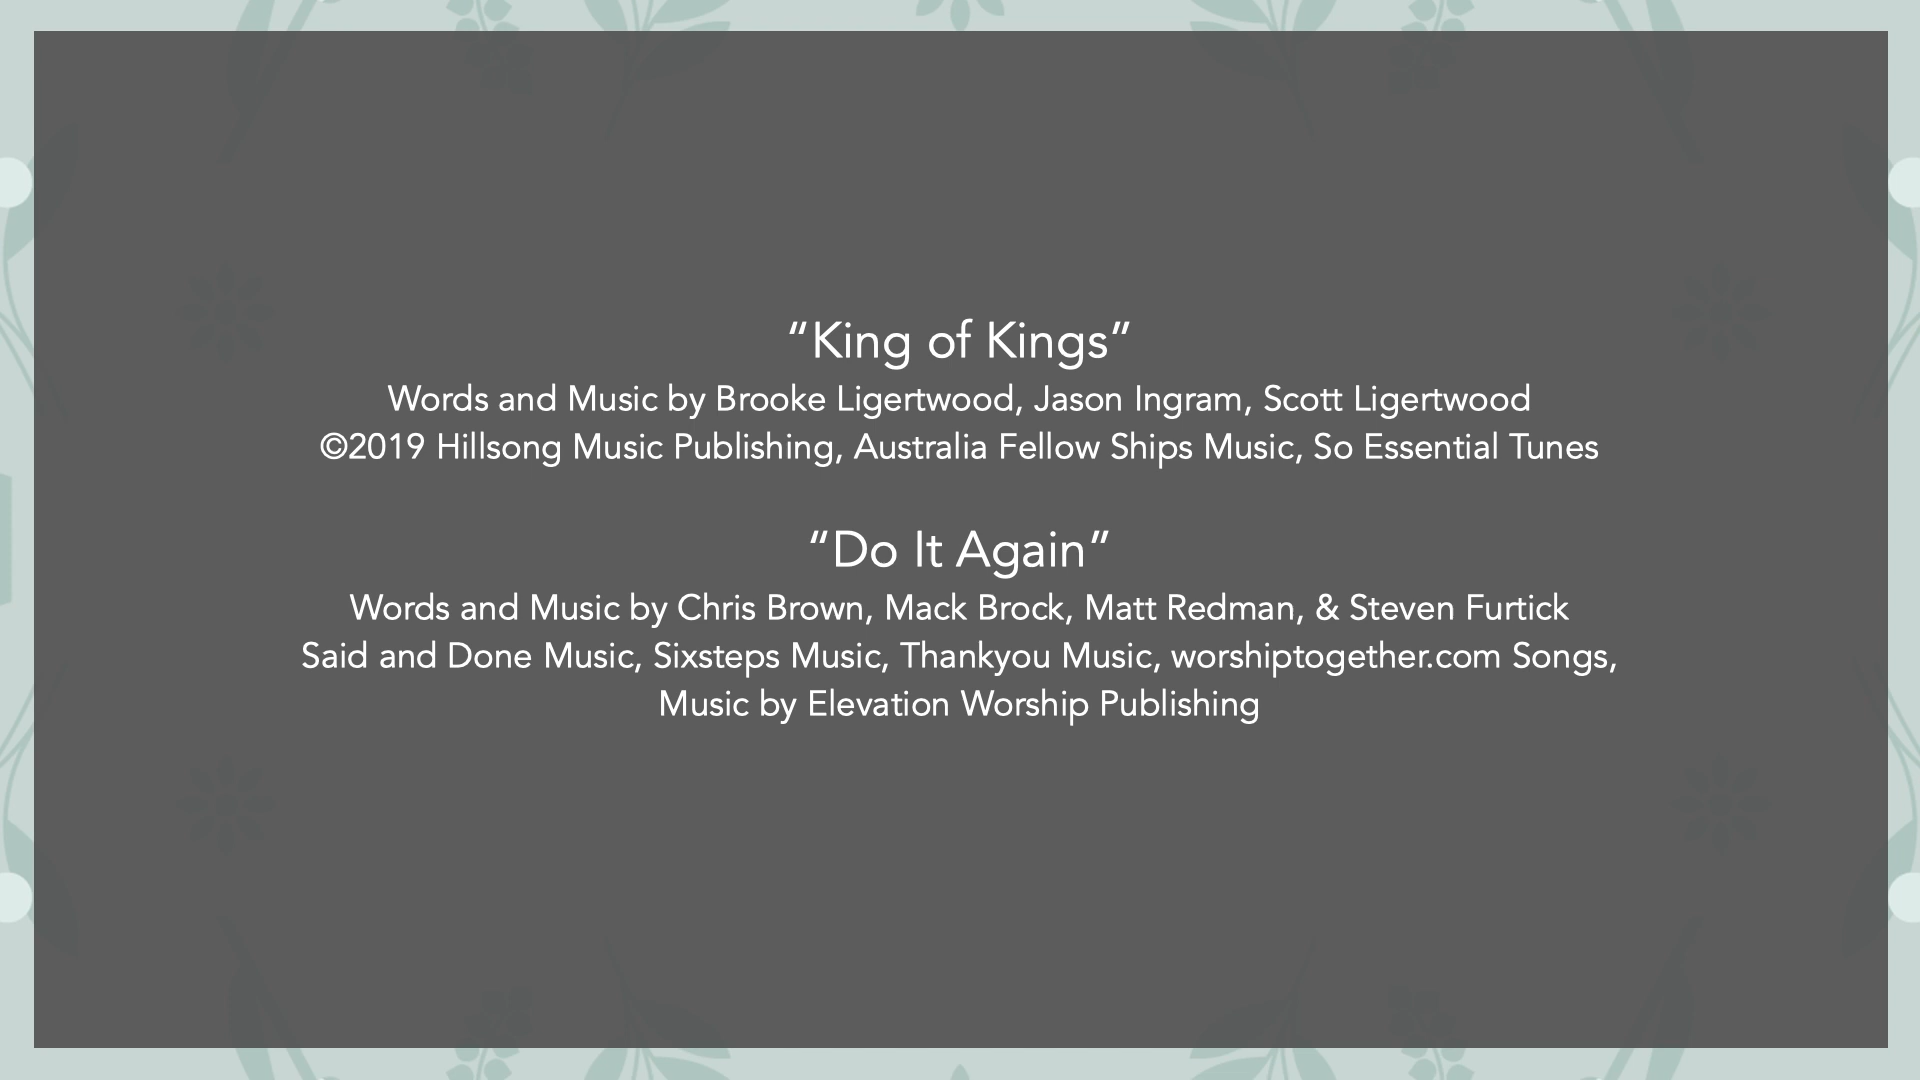 “King of Kings”
Words and Music by Brooke Ligertwood, Jason Ingram, Scott Ligertwood
©2019 Hillsong Music Publishing, Australia Fellow Ships Music, So Essential Tunes
“Do It Again”
Words and Music by Chris Brown, Mack Brock, Matt Redman, & Steven Furtick
Said and Done Music, Sixsteps Music, Thankyou Music, worshiptogether.com Songs,
Music by Elevation Worship Publishing